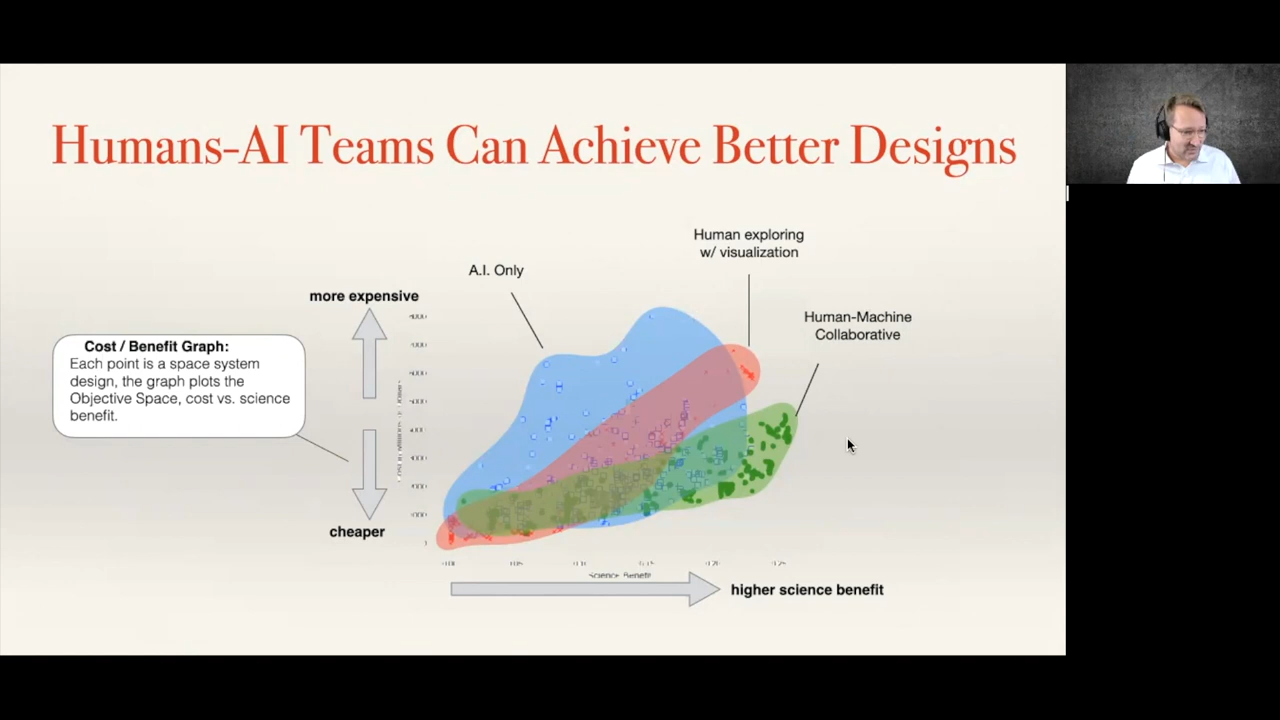 Humans-AI Teams Can Achieve Better Designs
Human exploring
w/ visualization
A.I. Only
more expensive
Human-Machine
Collaborative
Cost / Benefit Graph:
Each point is a space system
design, the graph plots the
Objective Space, cost vs. science
benefit.
cheaper
Science Benefit
higher science benefit